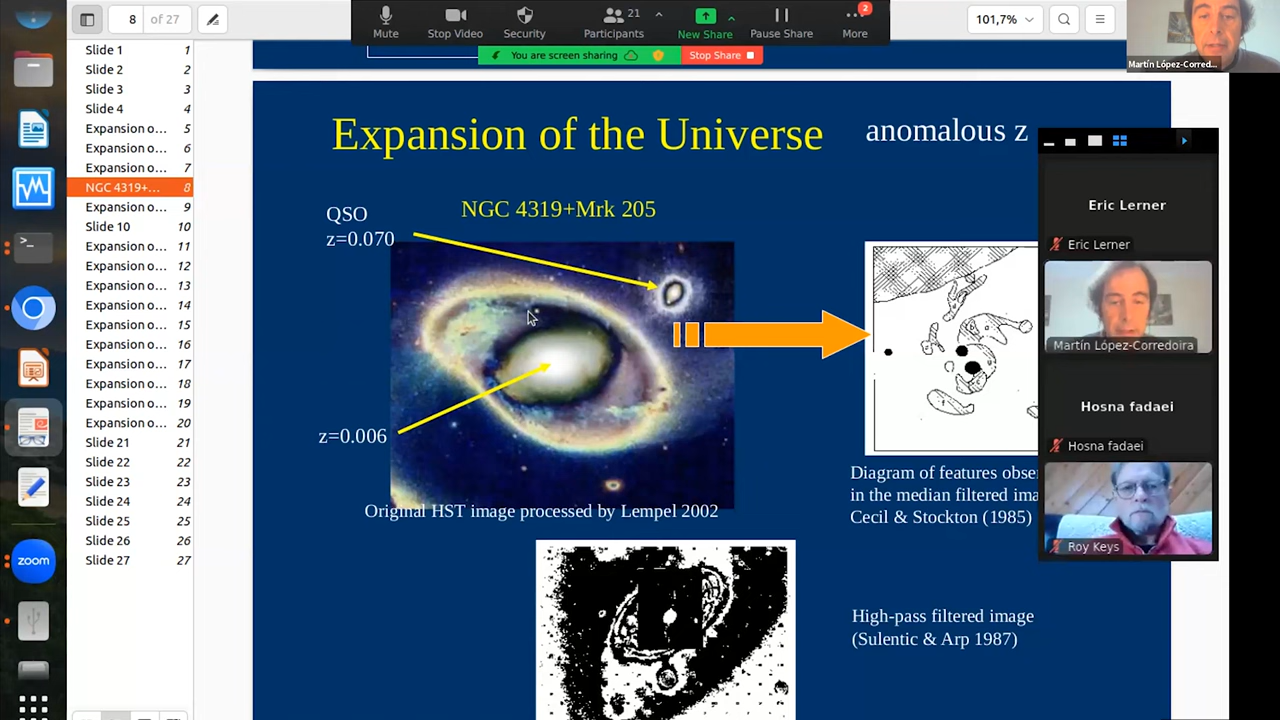 8 of 27
Mute
Stop Video
Security
21
Participants
New Share
Pause Share
2
More
101,7%
You are screen sharing
Stop Share
Martín López-Corred...
Slide 1 1
Slide 2 2
Slide 3 3
Slide 4 4
Expansion o... 5
Expansion o... 6
Expansion o... 7
NGC 4319+... 8
Expansion o... 9
Slide 10 10
Expansion o... 11
Expansion o... 12
Expansion o... 13
Expansion o... 14
Expansion o... 15
Expansion o... 16
Expansion o... 17
Expansion o... 18
Expansion o... 19
Expansion o... 20
Slide 21 21
Slide 22 22
Slide 23 23
Slide 24 24
Slide 25 25
Slide 26 26
Slide 27 27
zoom
Expansion of the Universe
anomalous z
QSO
z=0.070
NGC 4319+Mrk 205
z=0.006
Original HST image processed by Lempel 2002
Diagram of features obse
in the median filtered ima
Cecil & Stockton (1985)
High-pass filtered image
(Sulentic & Arp 1987)
Eric Lerner
Eric Lerner
Martín López-Corredoira
Hosna fadaei
Hosna fadaei
Roy Keys